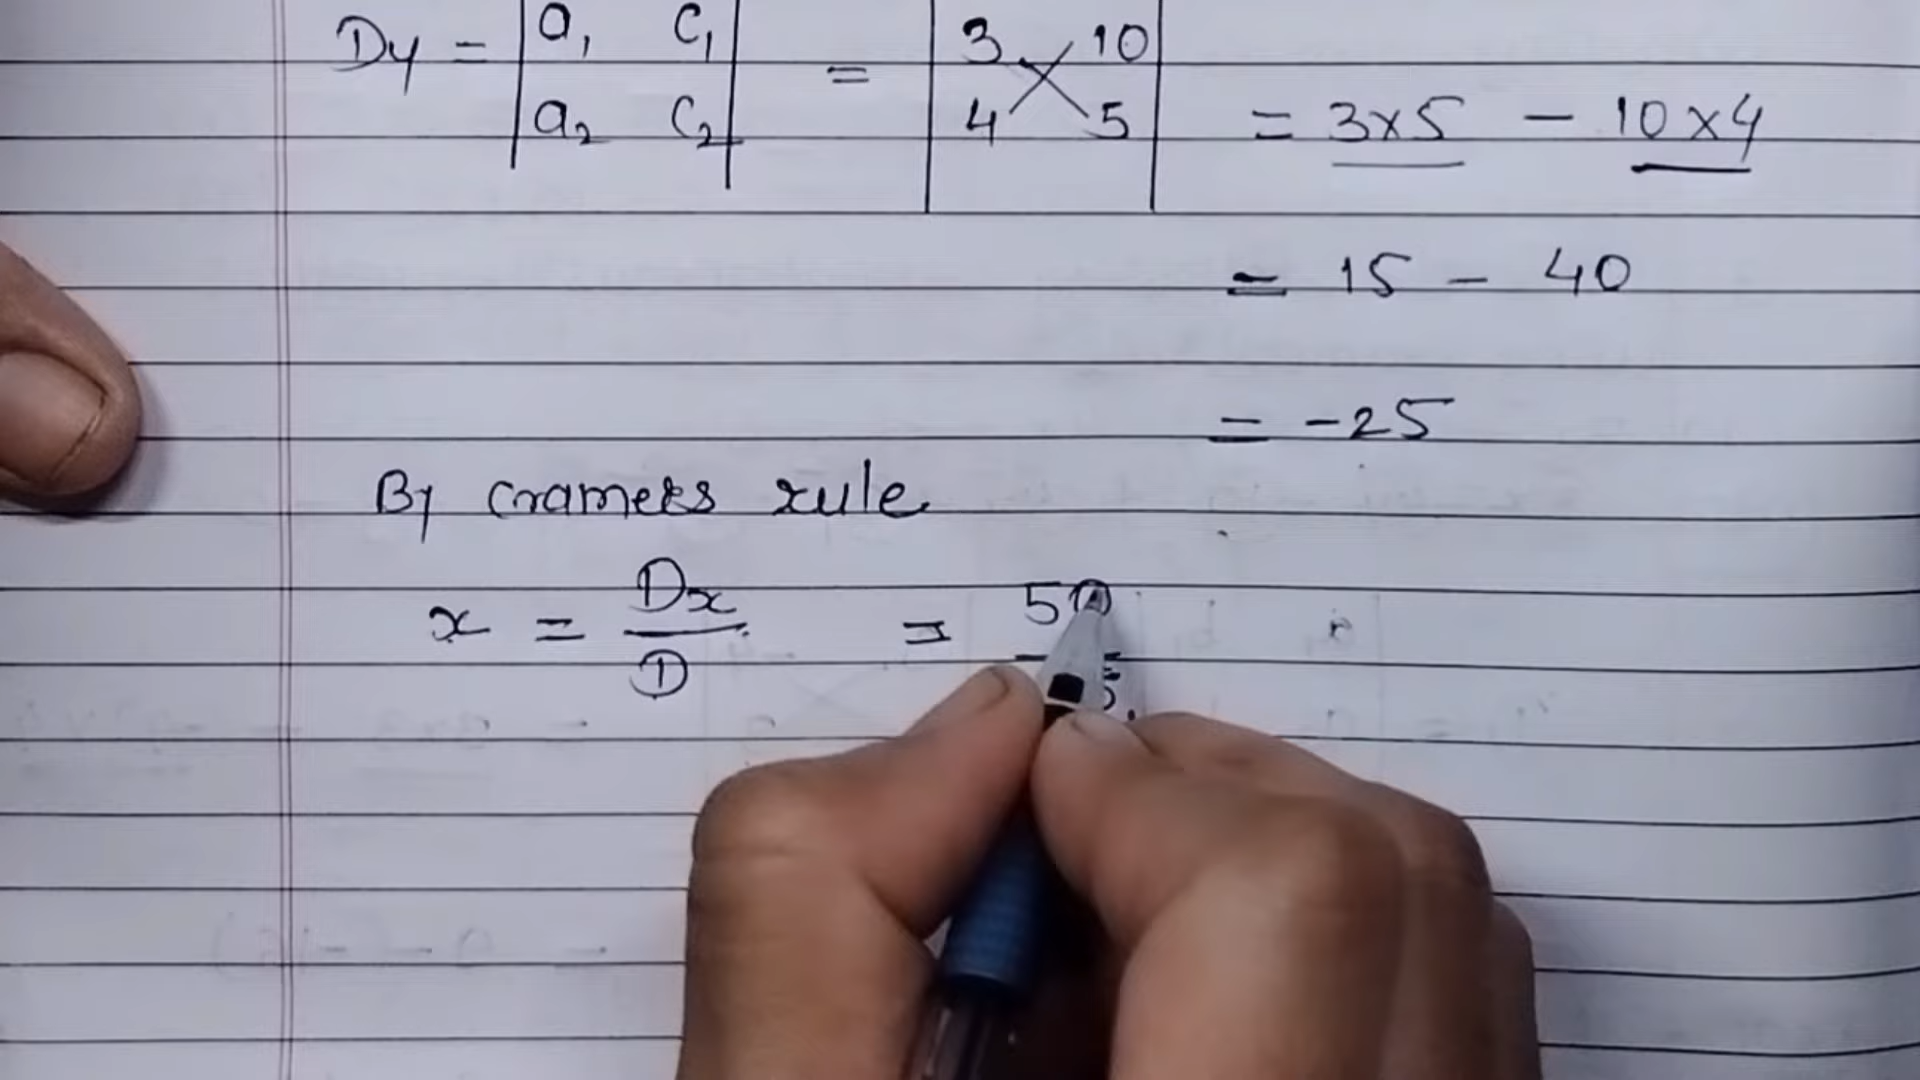 Dy = | a₁ c₁ | = | 3 10 |
| a₂ c₂ | | 4 5 | = 3x5 - 10x4
= 15 - 40
= -25
By cramers rule
x = Dx / D = 50 /